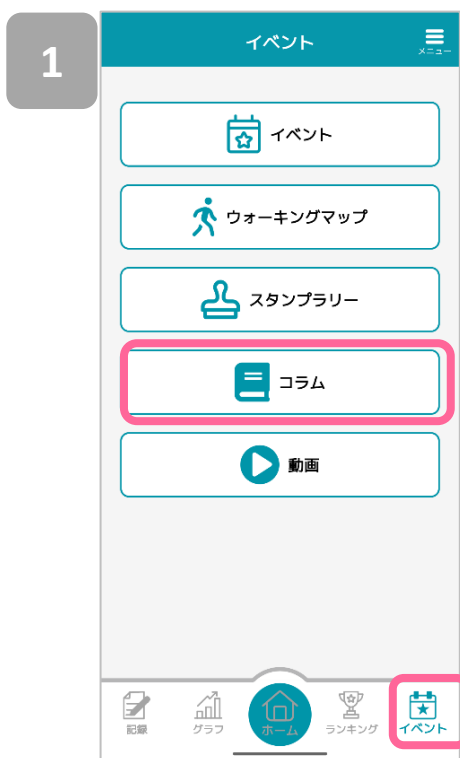 1
イベント
メニュー
イベント
ウォーキングマップ
スタンプラリー
コラム
動画
記録
グラフ
ホーム
ランキング
イベント